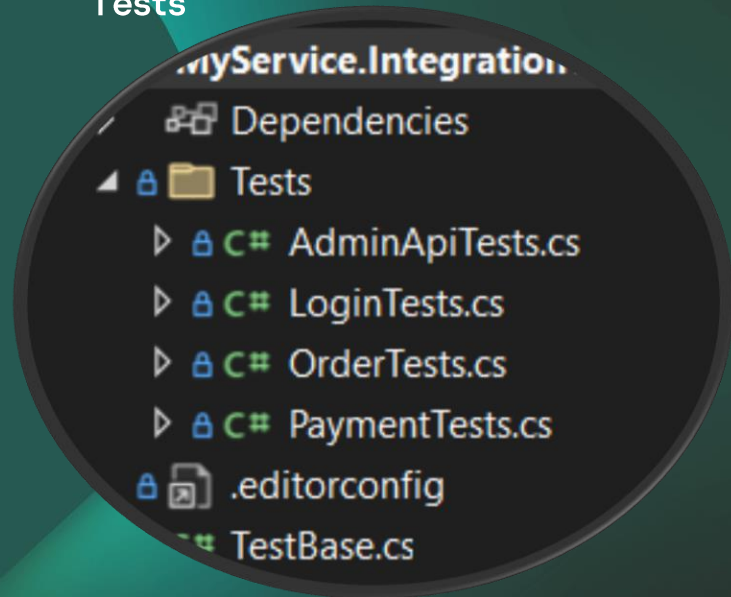 Tests
MyService.Integration
Dependencies
Tests
C# AdminApiTests.cs
C# LoginTests.cs
C# OrderTests.cs
C# PaymentTests.cs
.editorconfig
TestBase.cs